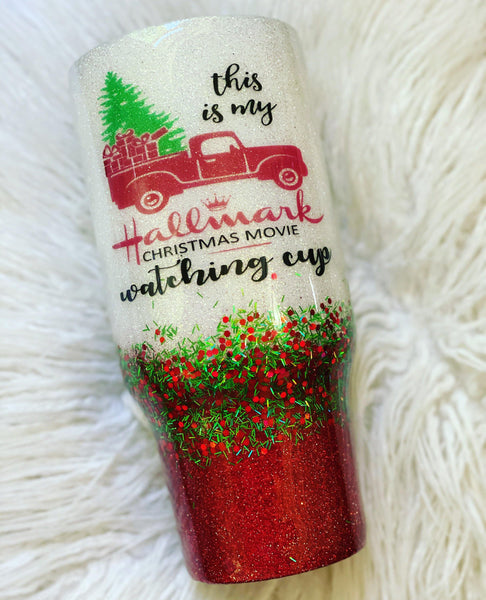 this
is my
Hallmark
CHRISTMAS MOVIE
watching cup